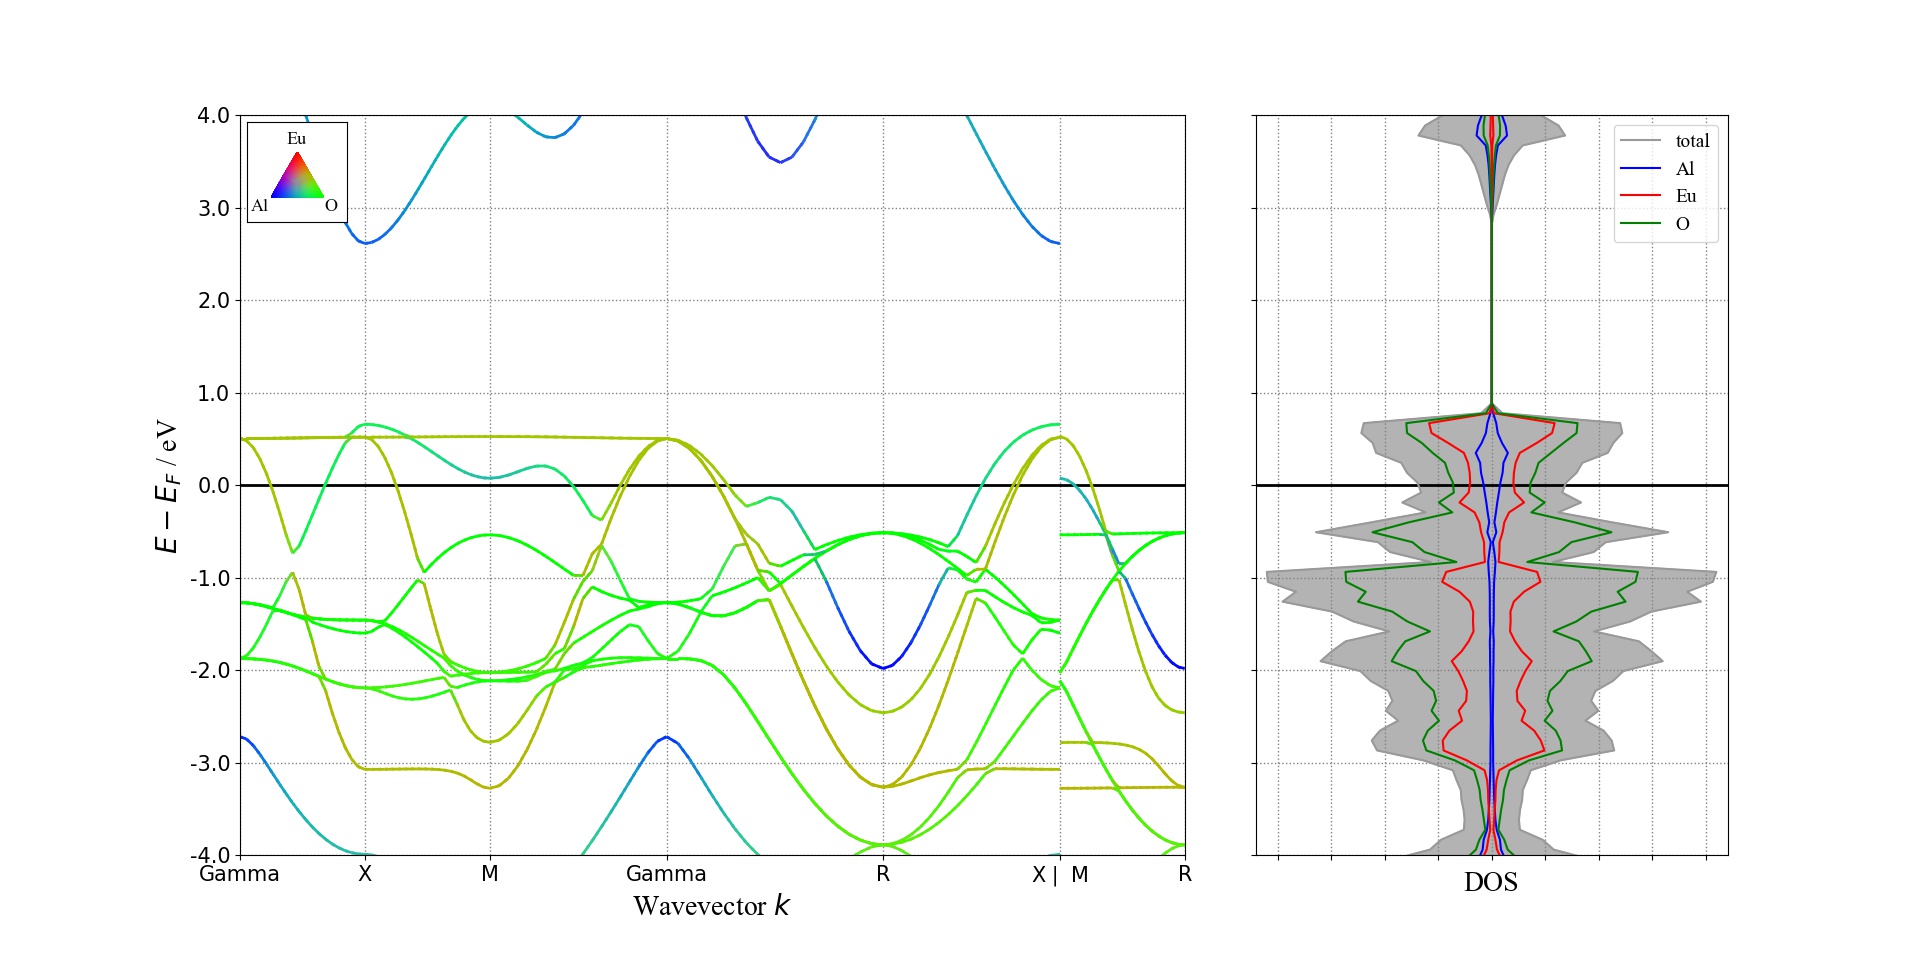 4.0
3.0
2.0
1.0
0.0
-1.0
-2.0
-3.0
-4.0
E − E_F / eV
Eu
Al
O
Gamma
X
M
Gamma
R
X | M
R
Wavevector k
total
Al
Eu
O
DOS